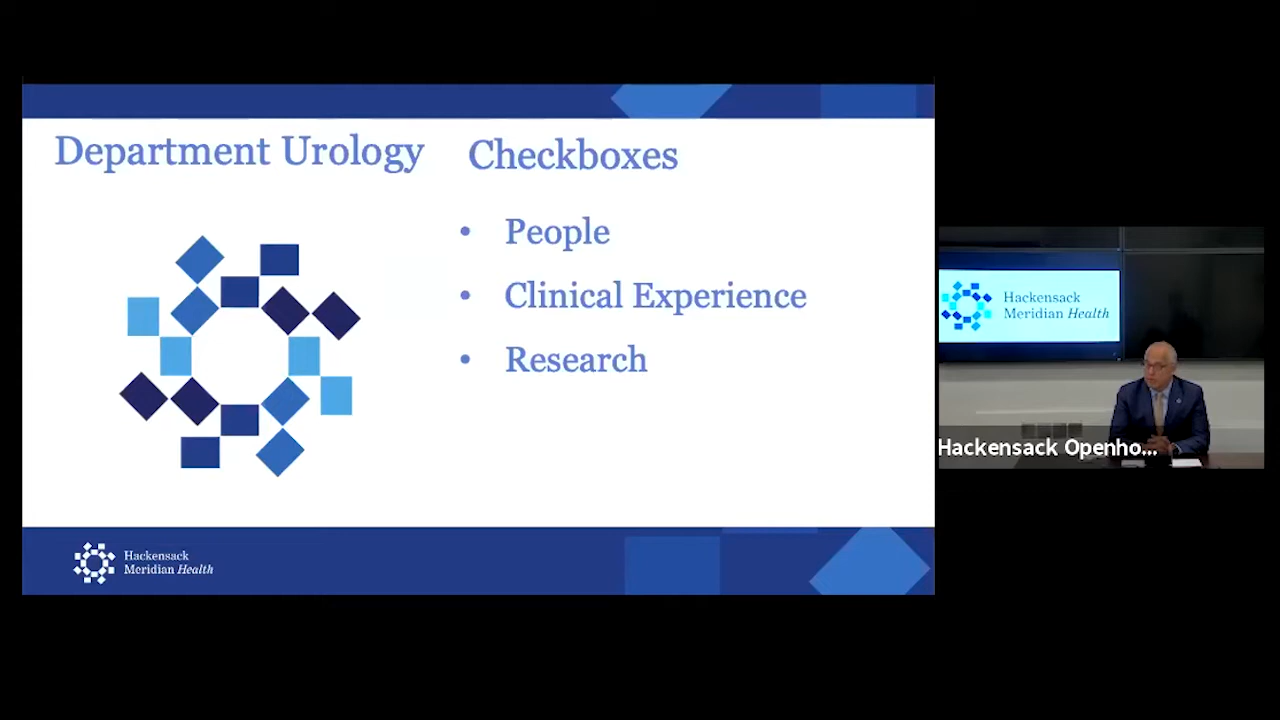 Department Urology
Checkboxes
• People
• Clinical Experience
• Research
Hackensack
Meridian Health
Hackensack
Meridian Health
Hackensack Openho...